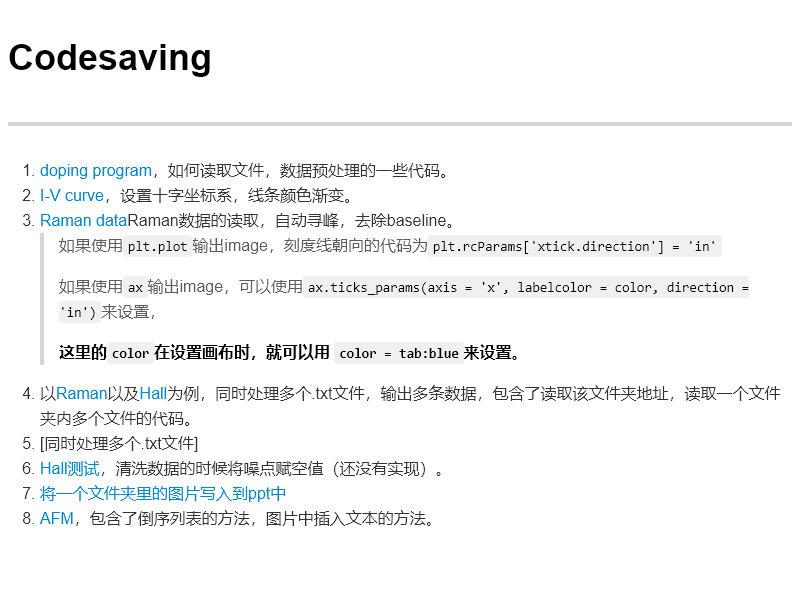 Codesaving
1. doping program，如何读取文件，数据预处理的一些代码。
2. I-V curve，设置十字坐标系，线条颜色渐变。
3. Raman dataRaman数据的读取，自动寻峰，去除baseline。
如果使用 plt.plot 输出image，刻度线朝向的代码为 plt.rcParams['xtick.direction'] = 'in'
如果使用 ax 输出image，可以使用 ax.ticks_params(axis = 'x', labelcolor = color, direction =
'in') 来设置，
这里的 color 在设置画布时，就可以用 color = tab:blue 来设置。
4. 以Raman以及Hall为例，同时处理多个.txt文件，输出多条数据，包含了读取该文件夹地址，读取一个文件
夹内多个文件的代码。
5. [同时处理多个.txt文件]
6. Hall测试，清洗数据的时候将噪点赋空值（还没有实现）。
7. 将一个文件夹里的图片写入到ppt中
8. AFM，包含了倒序列表的方法，图片中插入文本的方法。